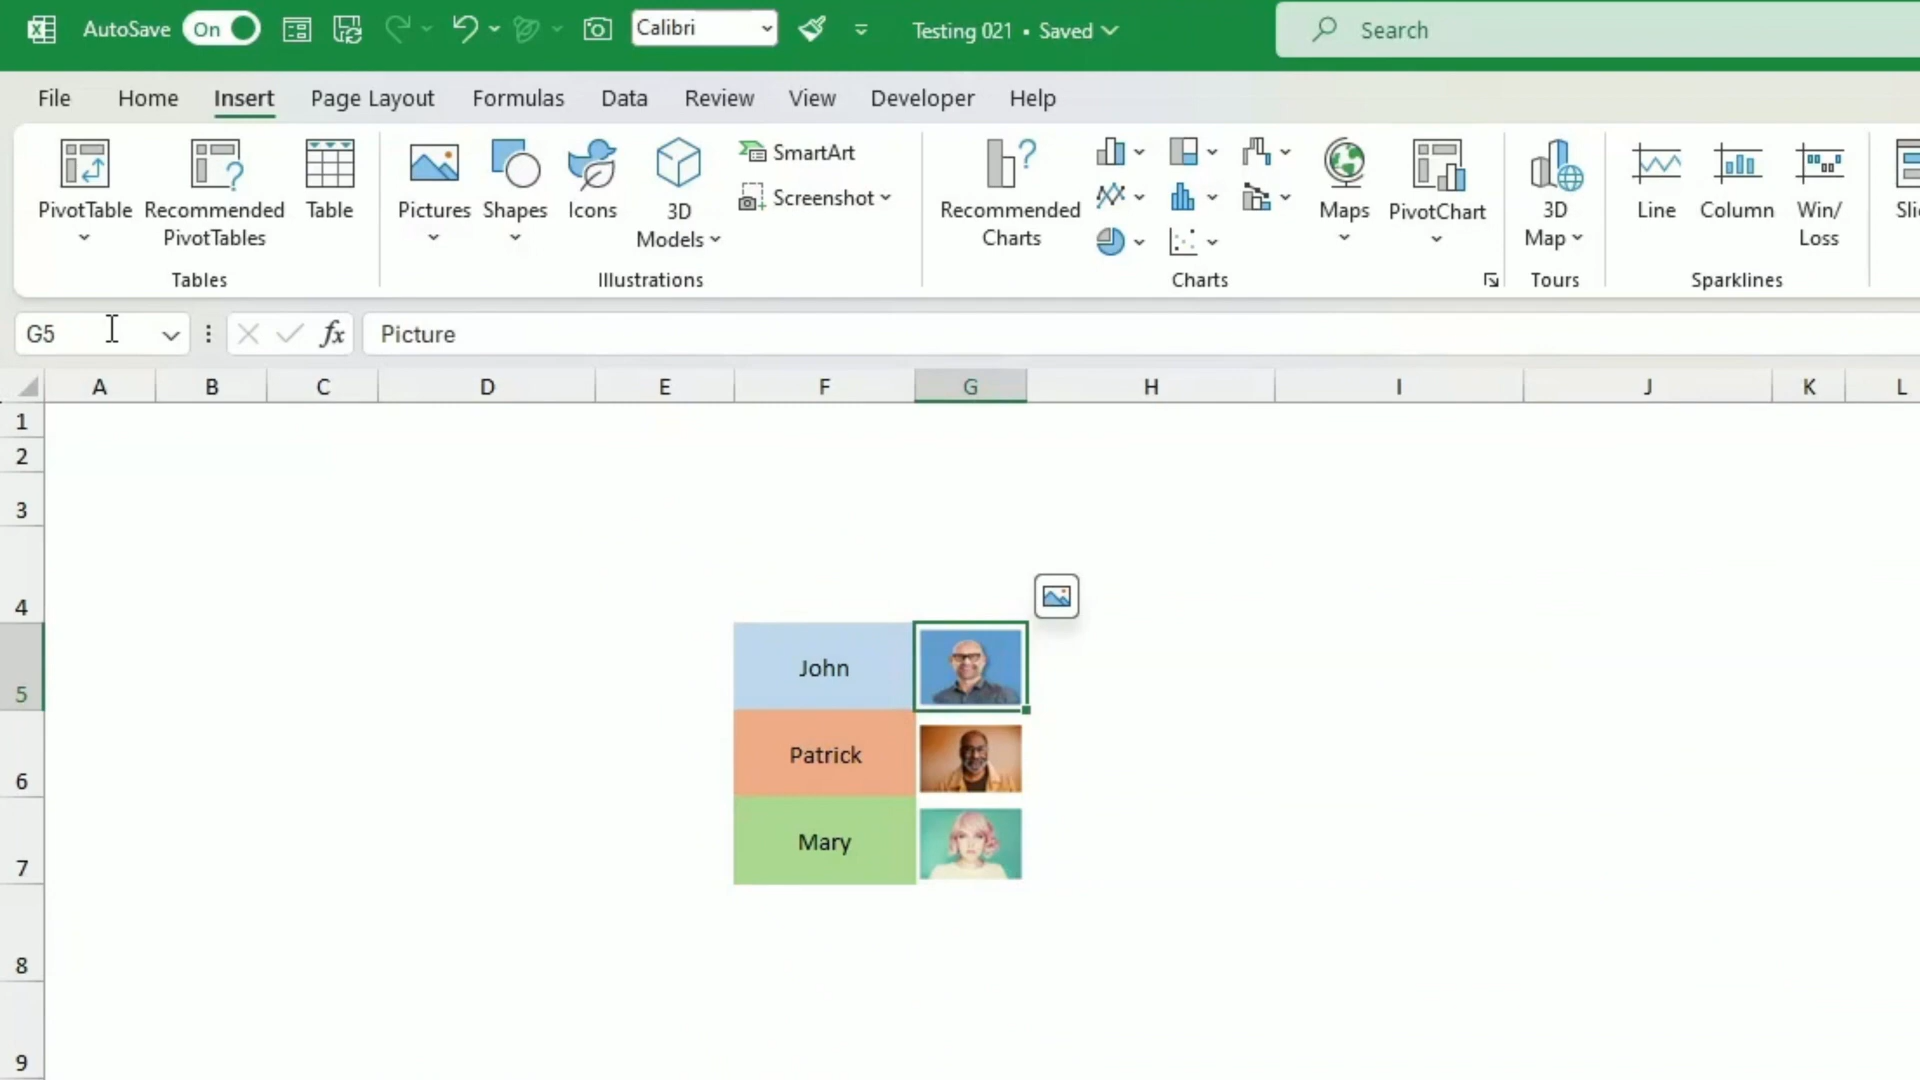 AutoSave On Calibri Testing 021 • Saved Search
File Home Insert Page Layout Formulas Data Review View Developer Help
PivotTable Recommended PivotTables Table
Tables
Pictures Shapes Icons 3D Models SmartArt Screenshot
Illustrations
Recommended Charts Maps PivotChart
Charts
3D Map
Tours
Line Column Win/Loss
Sparklines
G5 fx Picture
A B C D E F G H I J K L
1
2
3
4
5 John
6 Patrick
7 Mary
8
9